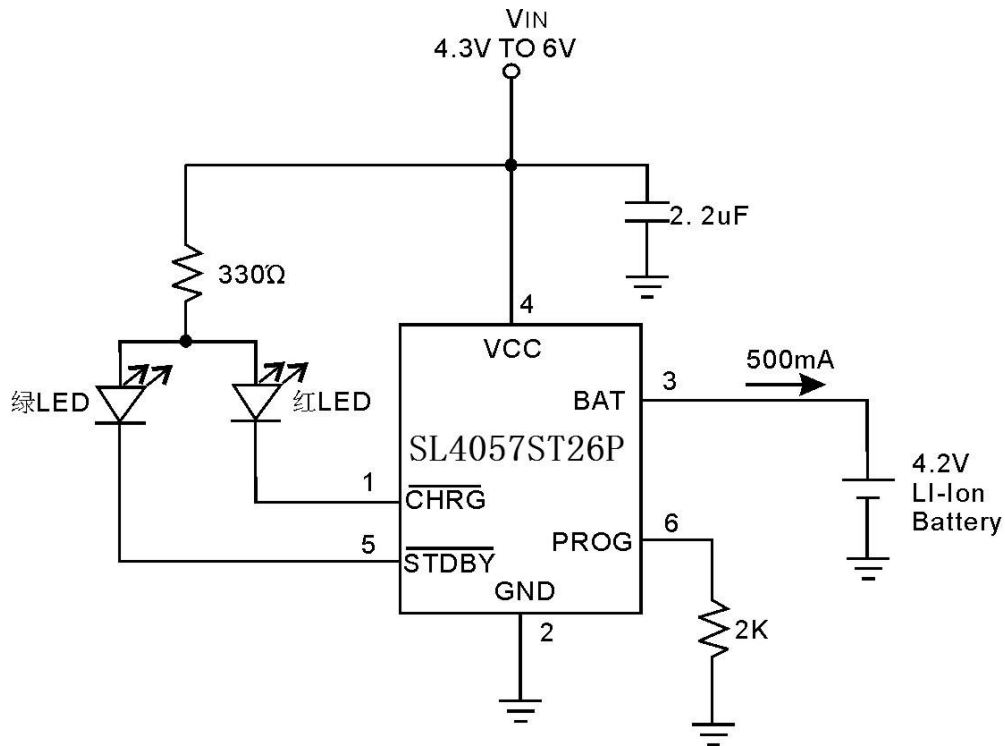 VIN
4.3V TO 6V
2. 2uF
330Ω
4
VCC
500mA
3
绿LED
红LED
BAT
SL4057ST26P
4.2V
LI-Ion
Battery
1
CHRG
6
5
PROG
STDBY
GND
2
2K